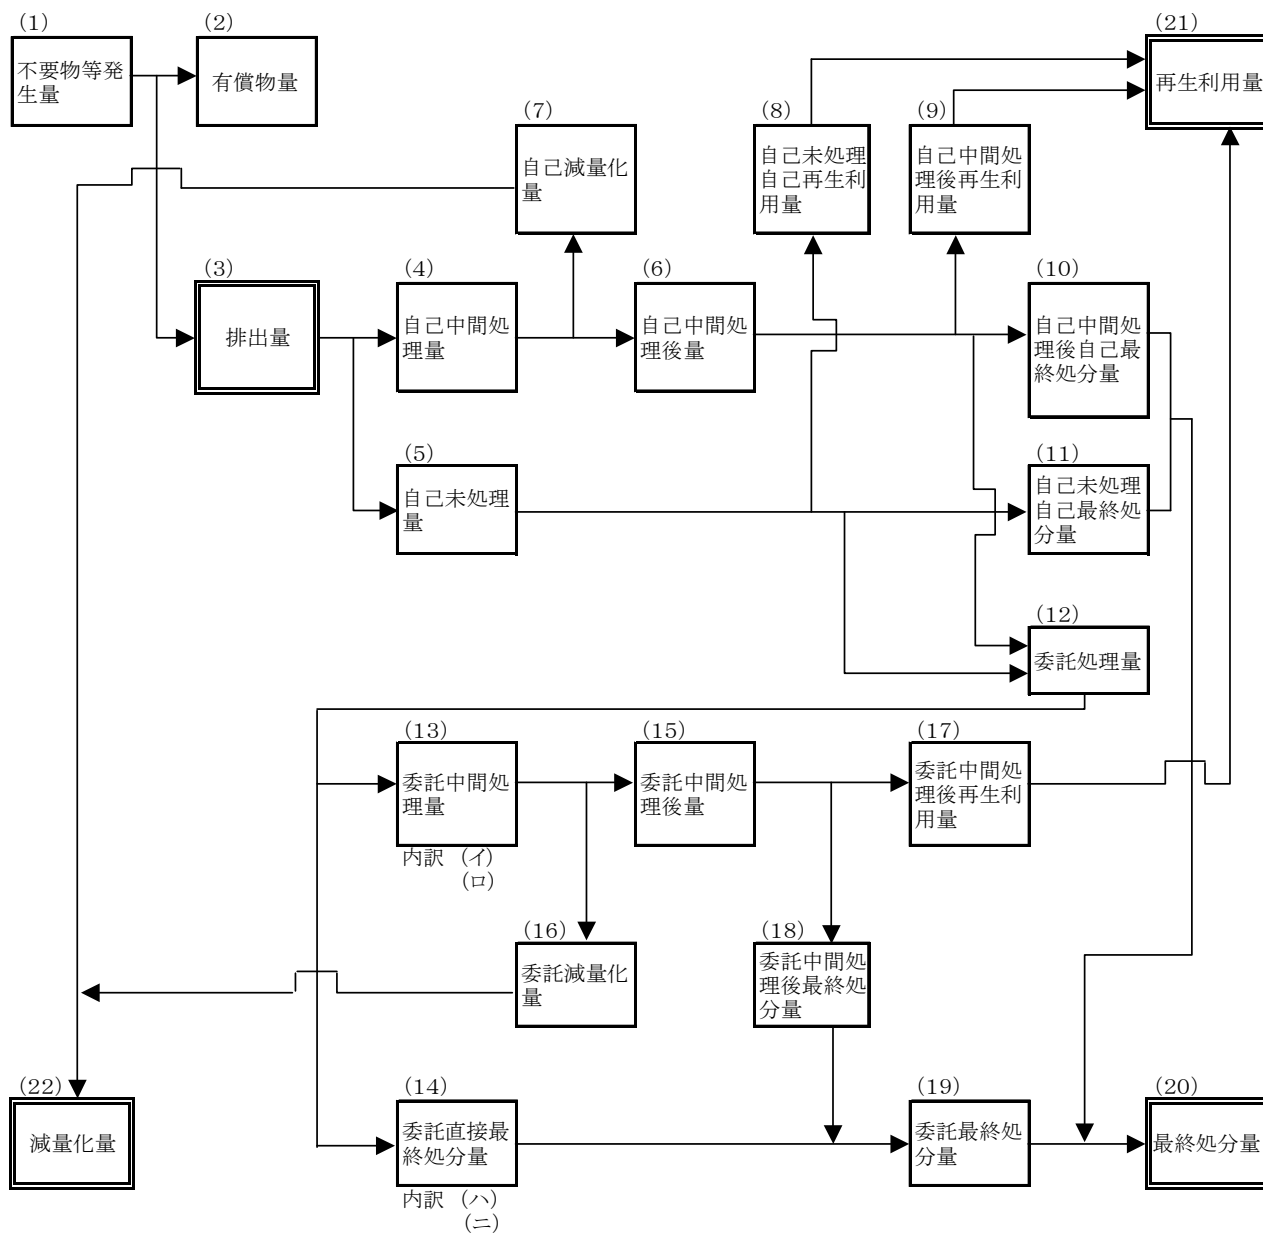 (1)
不要物等発
生量
(2)
有償物量
(21)
再生利用量
(7)
自己減量化
量
(8)
自己未処理
自己再生利
用量
(9)
自己中間処
理後再生利
用量
(3)
排出量
(4)
自己中間処
理量
(6)
自己中間処
理後量
(10)
自己中間処
理後自己最
終処分量
(5)
自己未処理
量
(11)
自己未処理
自己最終処
分量
(12)
委託処理量
(13)
委託中間処
理量
内訳 (イ)
(ロ)
(15)
委託中間処
理後量
(17)
委託中間処
理後再生利
用量
(16)
委託減量化
量
(18)
委託中間処
理後最終処
分量
(22)
減量化量
(14)
委託直接最
終処分量
内訳 (ハ)
(ニ)
(19)
委託最終処
分量
(20)
最終処分量